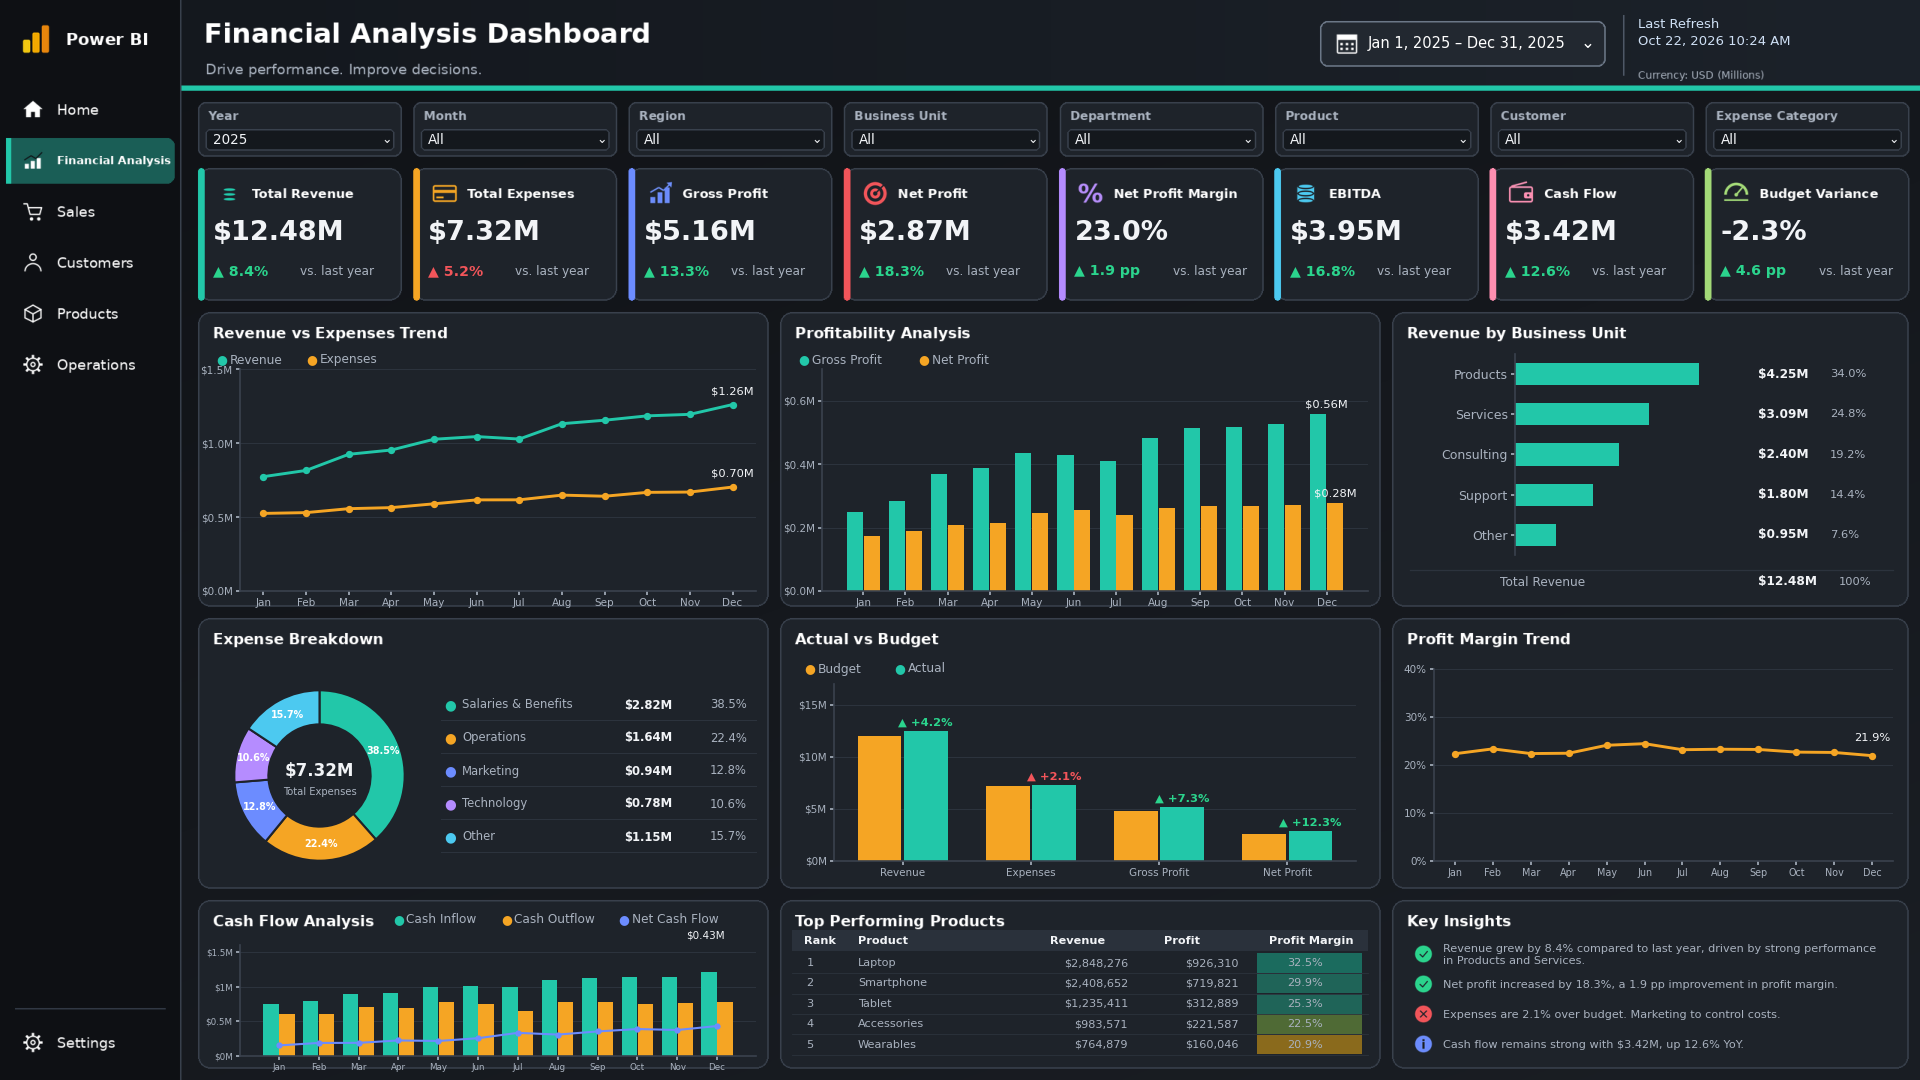 Power BI
Home
Financial Analysis
Sales
Customers
Products
Operations
Settings
Financial Analysis Dashboard
Drive performance. Improve decisions.
Jan 1, 2025 – Dec 31, 2025
Last Refresh
Oct 22, 2026 10:24 AM
Currency: USD (Millions)
Year Month Region Business Unit Department Product Customer Expense Category
2025 All All All All All All All
Total Revenue
$12.48M
▲ 8.4% vs. last year
Total Expenses
$7.32M
▲ 5.2% vs. last year
Gross Profit
$5.16M
▲ 13.3% vs. last year
Net Profit
$2.87M
▲ 18.3% vs. last year
% Net Profit Margin
23.0%
▲ 1.9 pp vs. last year
EBITDA
$3.95M
▲ 16.8% vs. last year
Cash Flow
$3.42M
▲ 12.6% vs. last year
Budget Variance
-2.3%
▲ 4.6 pp vs. last year
Revenue vs Expenses Trend
Revenue Expenses
$1.5M
$1.26M
$1.0M
$0.70M
$0.5M
$0.0M
Jan Feb Mar Apr May Jun Jul Aug Sep Oct Nov Dec
Profitability Analysis
Gross Profit Net Profit
$0.6M
$0.56M
$0.4M
$0.28M
$0.2M
$0.0M
Jan Feb Mar Apr May Jun Jul Aug Sep Oct Nov Dec
Revenue by Business Unit
Products $4.25M 34.0%
Services $3.09M 24.8%
Consulting $2.40M 19.2%
Support $1.80M 14.4%
Other $0.95M 7.6%
Total Revenue $12.48M 100%
Expense Breakdown
15.7%
38.5%
10.6%
12.8%
22.4%
$7.32M
Total Expenses
Salaries & Benefits $2.82M 38.5%
Operations $1.64M 22.4%
Marketing $0.94M 12.8%
Technology $0.78M 10.6%
Other $1.15M 15.7%
Actual vs Budget
Budget Actual
$15M
▲ +4.2%
$10M
▲ +2.1%
▲ +7.3%
$5M
▲ +12.3%
$0M
Revenue Expenses Gross Profit Net Profit
Profit Margin Trend
40%
30%
21.9%
20%
10%
0%
Jan Feb Mar Apr May Jun Jul Aug Sep Oct Nov Dec
Cash Flow Analysis Cash Inflow Cash Outflow Net Cash Flow
$0.43M
$1.5M
$1M
$0.5M
$0M
Jan Feb Mar Apr May Jun Jul Aug Sep Oct Nov Dec
Top Performing Products
Rank Product Revenue Profit Profit Margin
1 Laptop $2,848,276 $926,310 32.5%
2 Smartphone $2,408,652 $719,821 29.9%
3 Tablet $1,235,411 $312,889 25.3%
4 Accessories $983,571 $221,587 22.5%
5 Wearables $764,879 $160,046 20.9%
Key Insights
Revenue grew by 8.4% compared to last year, driven by strong performance
in Products and Services.
Net profit increased by 18.3%, a 1.9 pp improvement in profit margin.
Expenses are 2.1% over budget. Marketing to control costs.
Cash flow remains strong with $3.42M, up 12.6% YoY.